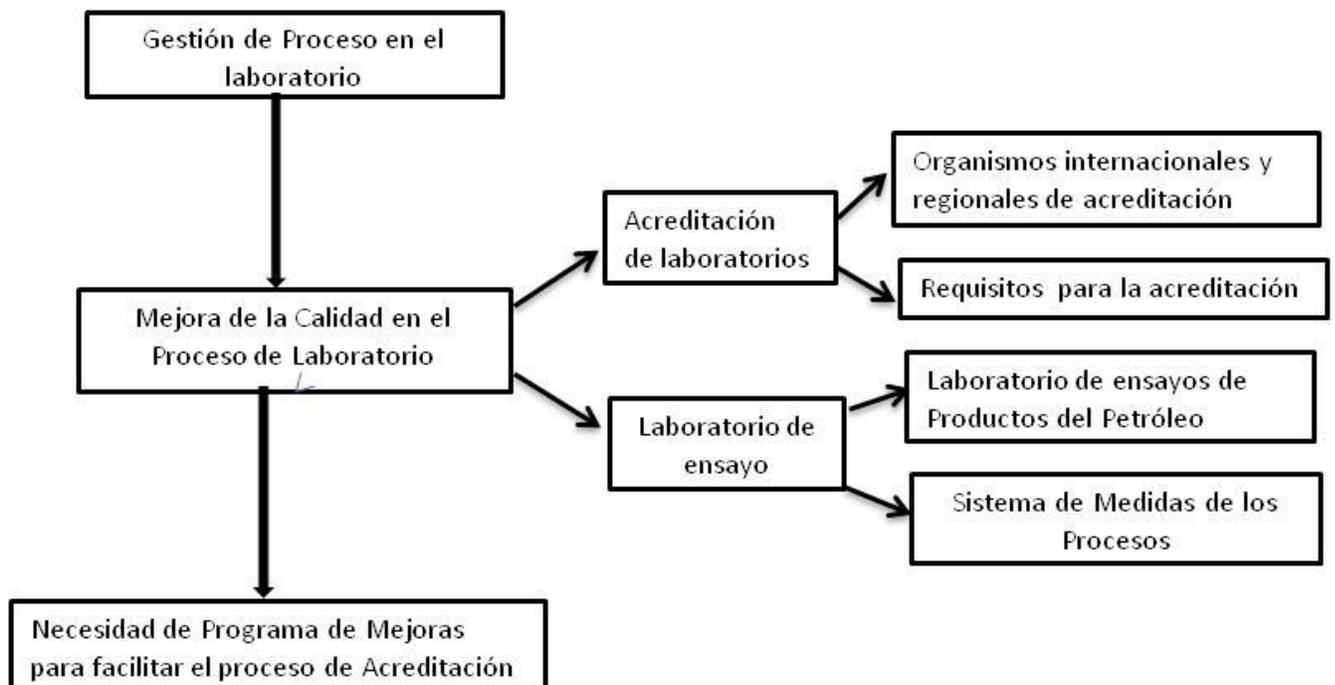 Gestión de Proceso en el
laboratorio
Organismos internacionales y
regionales de acreditación
Acreditación
de laboratorios
Requisitos para la acreditación
Mejora de la Calidad en el
Proceso de Laboratorio
Laboratorio de ensayos de
Productos del Petróleo
Laboratorio de
ensayo
Sistema de Medidas de los
Procesos
Necesidad de Programa de Mejoras
para facilitar el proceso de Acreditación